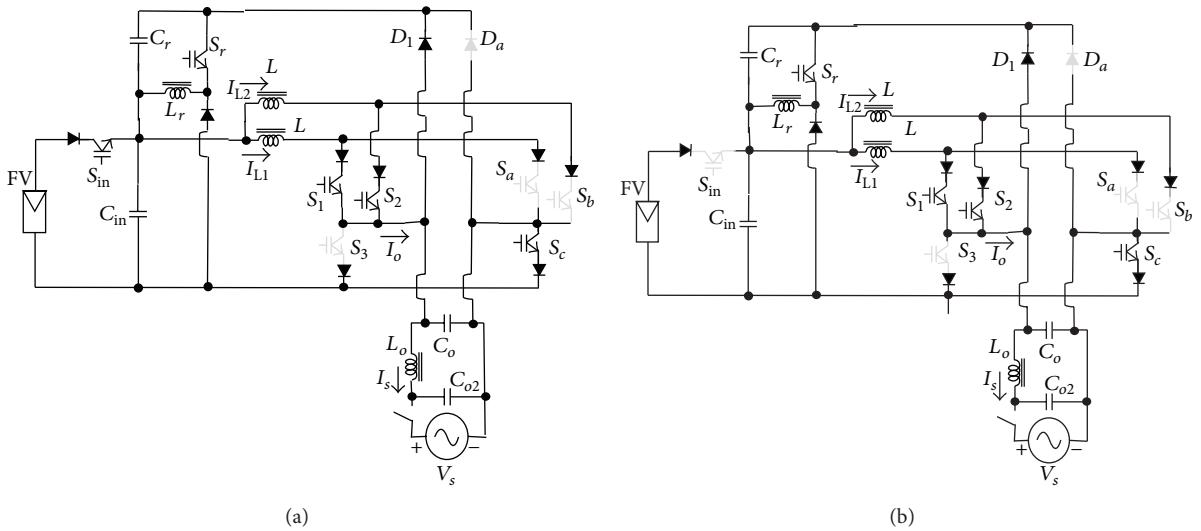 C_r
S_r
D_1
D_a
L_r
I_L2
L
L
I_L1
FV
S_in
C_in
S_1
S_2
S_3
I_o
S_a
S_b
S_c
C_o
L_o
I_s
C_o2
+
−
V_s
(a)
C_r
S_r
D_1
D_a
L_r
I_L2
L
L
I_L1
FV
S_in
C_in
S_1
S_2
S_3
I_o
S_a
S_b
S_c
C_o
L_o
I_s
C_o2
+
−
V_s
(b)